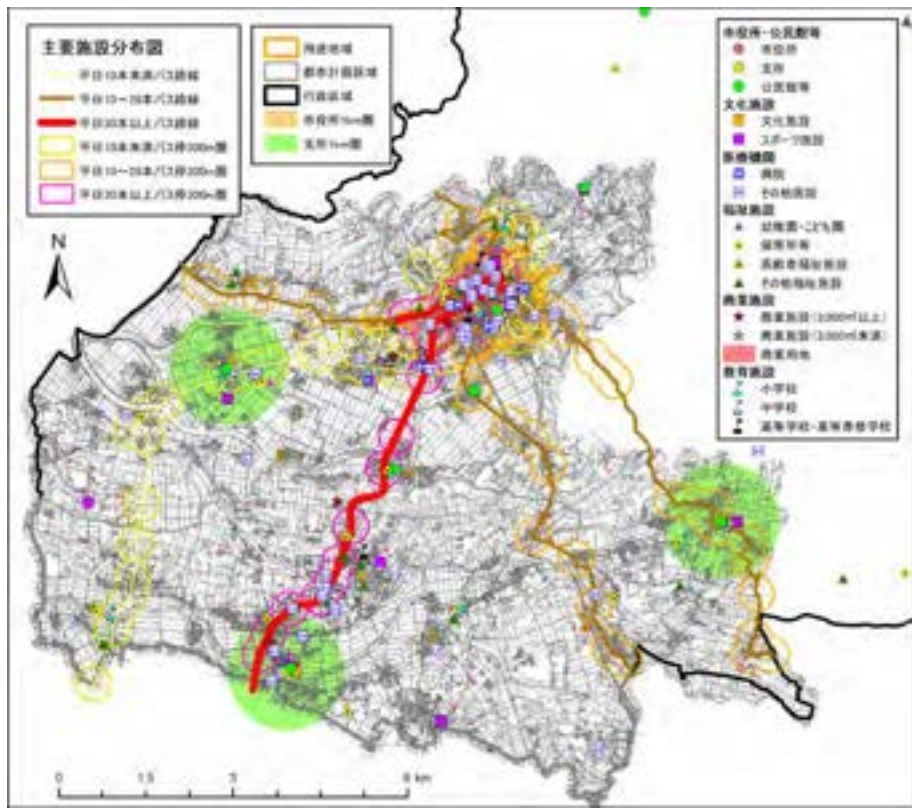 主要施設分布図
平日10本未満バス路線
平日10～20本バス路線
平日20本以上バス路線
平日10本未満バス停300m圏
平日10～20本バス停300m圏
平日20本以上バス停300m圏
用途地域
都市計画区域
行政区域
市役所1km圏
支所1km圏
市役所・公民館等
市役所
支所
公民館等
文化施設
文化施設
スポーツ施設
医療機関
病院
その他医院
福祉施設
幼稚園・こども園
保育所等
高齢者福祉施設
その他福祉施設
商業施設
商業施設(3,000㎡以上)
商業施設(3,000㎡未満)
商業用地
教育施設
小学校
中学校
高等学校・高等専修学校
N
0 1.5 3 6 km